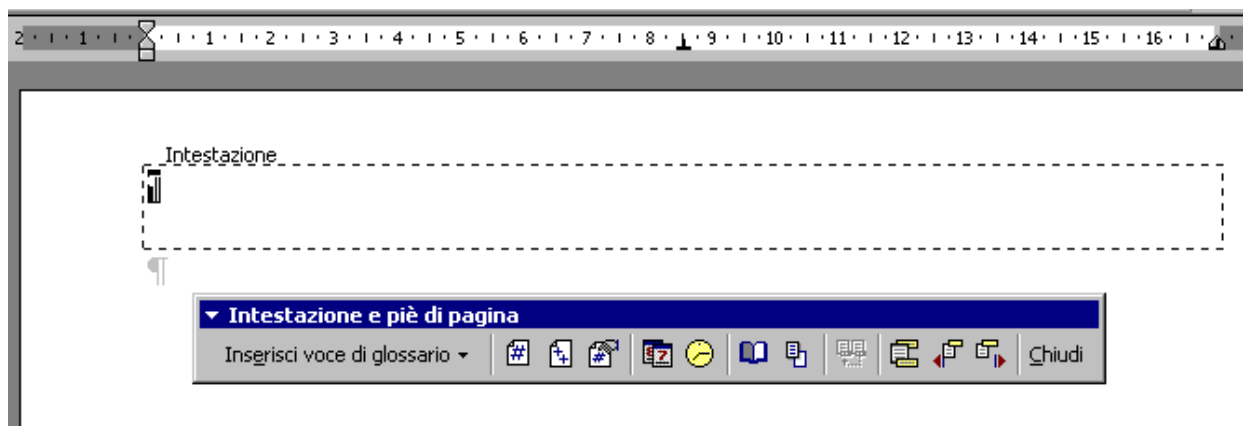 2 1 1 2 3 4 5 6 7 8 9 10 11 12 13 14 15 16
Intestazione
¶
¶
Intestazione e piè di pagina
Inserisci voce di glossario Chiudi